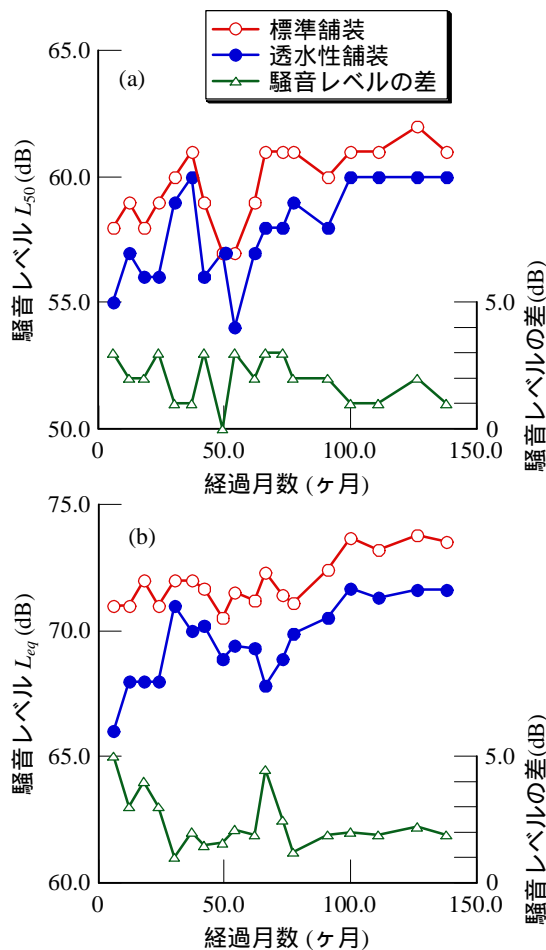 標準舗装
透水性舗装
騒音レベルの差
(a)
65.0
60.0
55.0
50.0
騒音レベル L50 (dB)
5.0
0
騒音レベルの差(dB)
0 50.0 100.0 150.0
経過月数 (ヶ月)
(b)
75.0
70.0
65.0
60.0
騒音レベル Leq (dB)
5.0
0
騒音レベルの差(dB)
0 50.0 100.0 150.0
経過月数 (ヶ月)